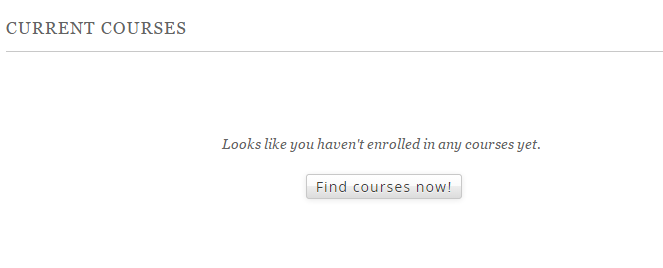 CURRENT COURSES
Looks like you haven't enrolled in any courses yet.
Find courses now!